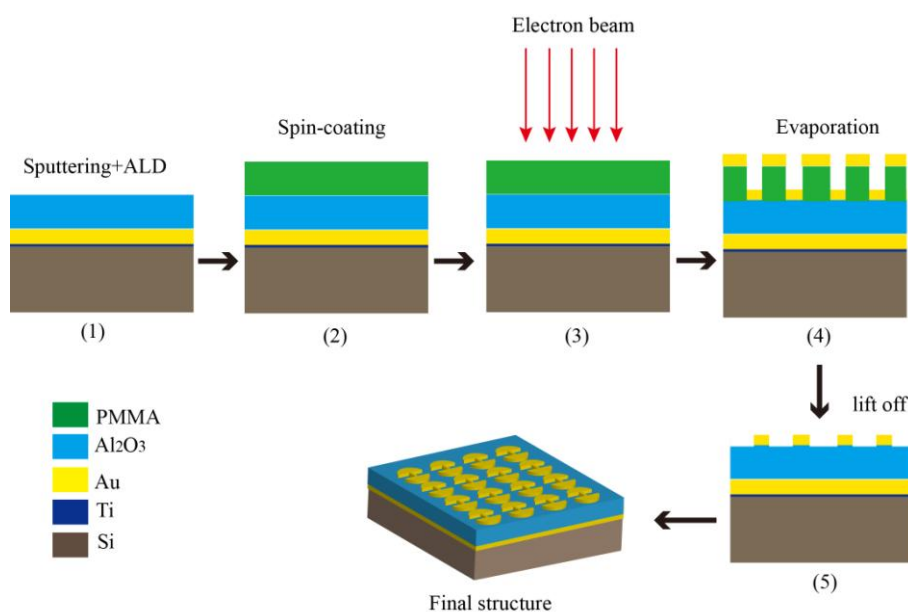 Electron beam
Spin-coating
Evaporation
Sputtering+ALD
(1)
(2)
(3)
(4)
lift off
PMMA
Al2O3
Au
Ti
Si
(5)
Final structure